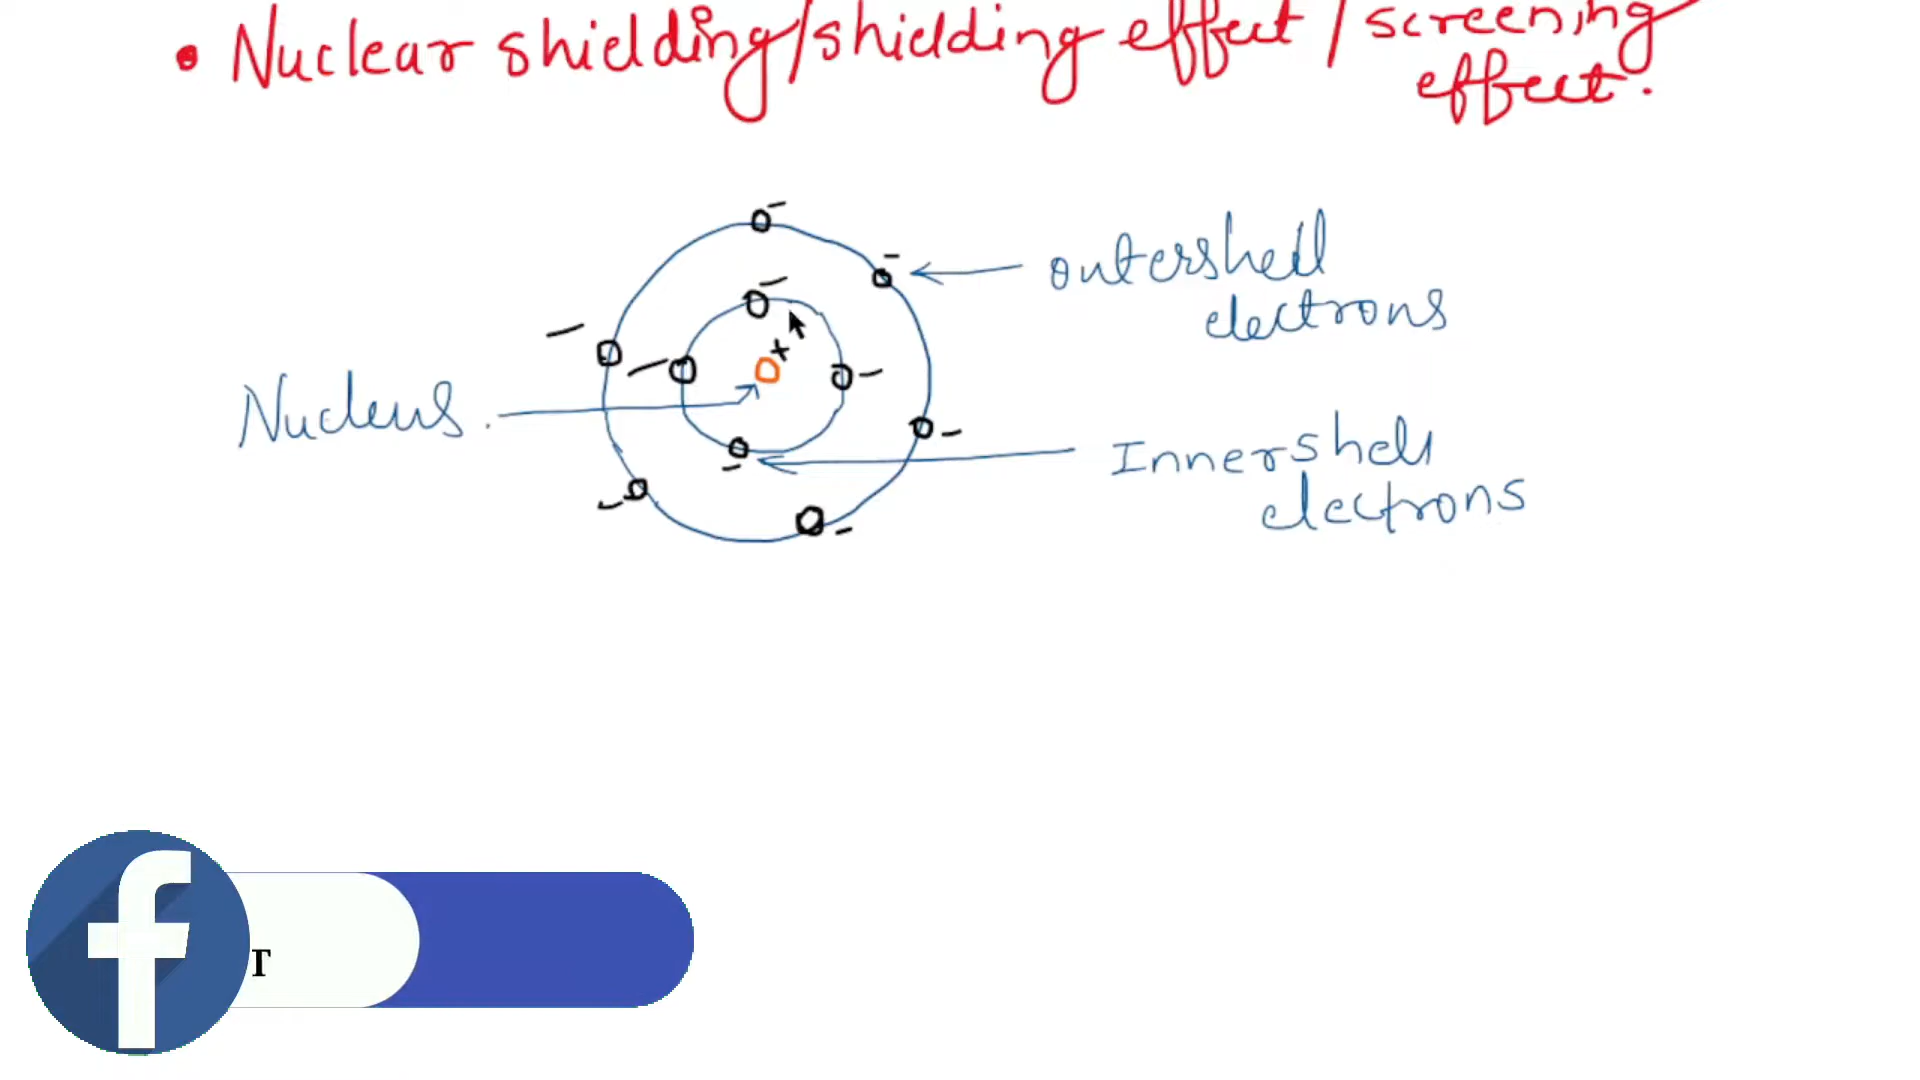 • Nuclear shielding/shielding effect/screening
effect.
outershell
electrons
Nucleus.
Innershell
electrons
T